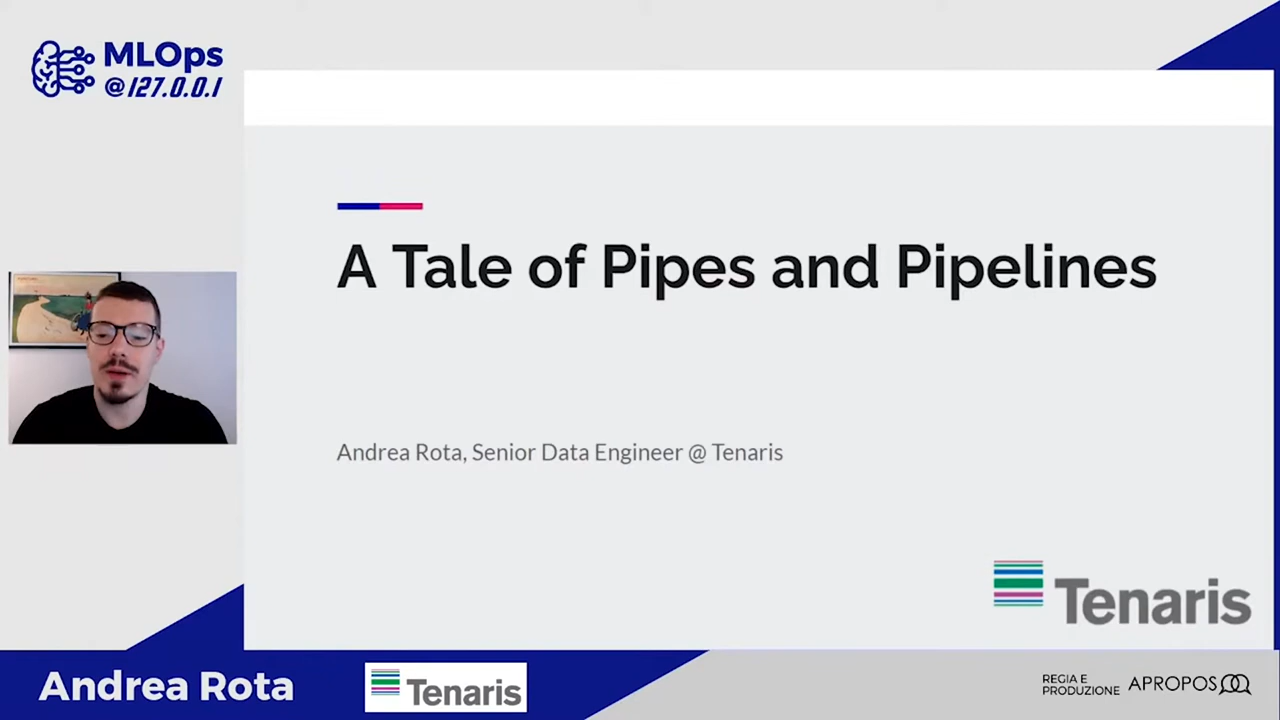 MLOps
@127.0.0.1
A Tale of Pipes and Pipelines
Andrea Rota, Senior Data Engineer @ Tenaris
Tenaris
Andrea Rota
Tenaris
REGIA E
PRODUZIONE
APROPOS